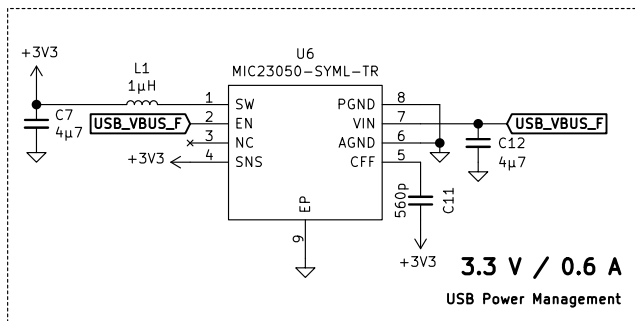 U6
MIC23050-SYML-TR
+3V3
L1
1µH
C7
4µ7
USB_VBUS_F
+3V3
1 SW
2 EN
3 NC
4 SNS
PGND 8
VIN 7
AGND 6
CFF 5
EP
9
USB_VBUS_F
C12
4µ7
560p
C11
+3V3
3.3 V / 0.6 A
USB Power Management